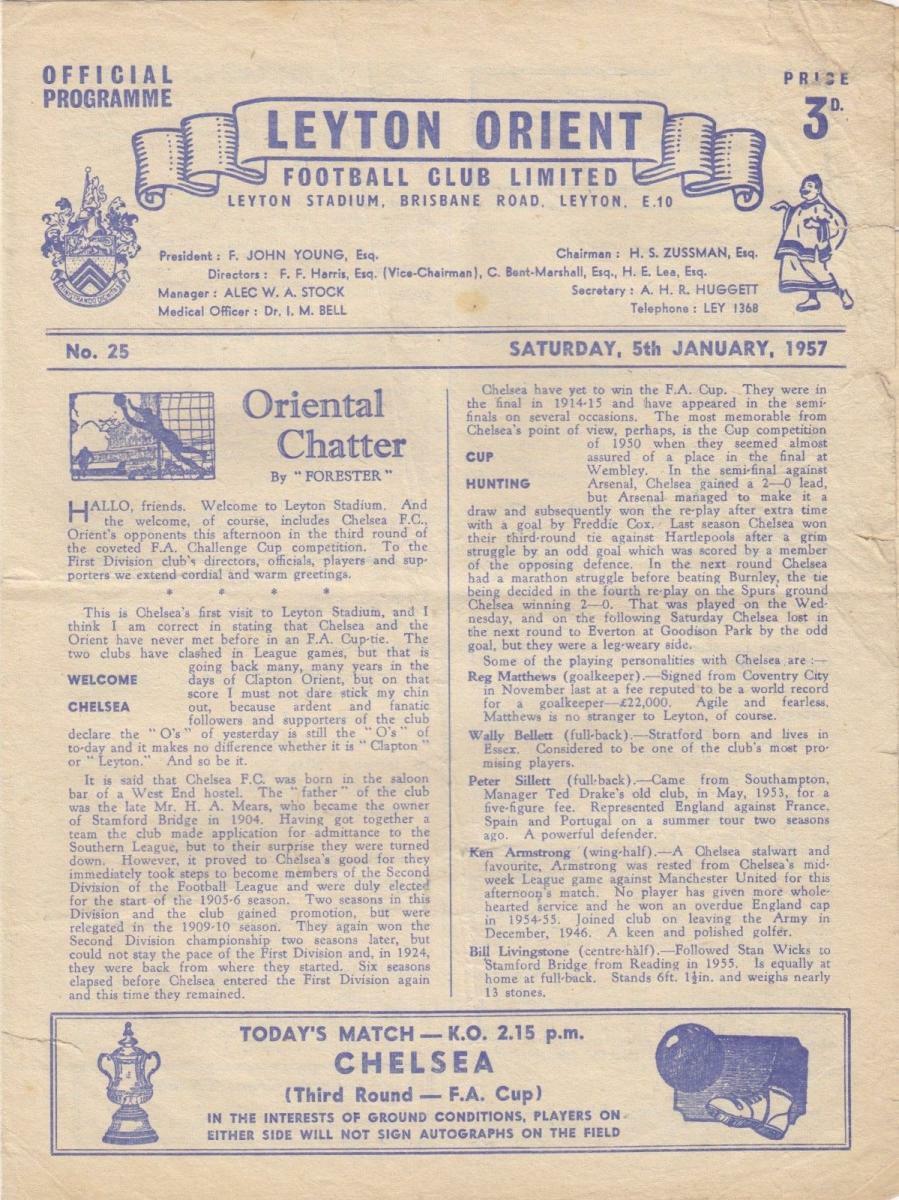 OFFICIAL
PROGRAMME
PRICE
3D.
LEYTON ORIENT
FOOTBALL CLUB LIMITED
LEYTON STADIUM, BRISBANE ROAD, LEYTON, E.10
President : F. JOHN YOUNG, Esq.
Chairman : H. S. ZUSSMAN, Esq.
Directors : F. F. Harris, Esq. (Vice-Chairman), C. Bent-Marshall, Esq., H. E. Lea, Esq.
Manager : ALEC W. A. STOCK
Secretary : A. H. R. HUGGETT
Medical Officer : Dr. I. M. BELL
Telephone : LEY 1368
No. 25
SATURDAY, 5th JANUARY, 1957
Oriental
Chatter
By " FORESTER "
HALLO, friends. Welcome to Leyton Stadium. And
the welcome, of course, includes Chelsea F.C.,
Orient's opponents this afternoon in the third round of
the coveted F.A. Challenge Cup competition. To the
First Division club's directors, officials, players and sup-
porters we extend cordial and warm greetings.
* * * *
This is Chelsea's first visit to Leyton Stadium, and I
think I am correct in stating that Chelsea and the
Orient have never met before in an F.A. Cup-tie. The
two clubs have clashed in League games, but that is
going back many, many years in the
WELCOME days of Clapton Orient, but on that
score I must not dare stick my chin
CHELSEA out, because ardent and fanatic
followers and supporters of the club
declare the " O's " of yesterday is still the " O's " of
to-day and it makes no difference whether it is " Clapton "
or " Leyton." And so be it.
It is said that Chelsea F.C. was born in the saloon
bar of a West End hostel. The " father " of the club
was the late Mr. H. A. Mears, who became the owner
of Stamford Bridge in 1904. Having got together a
team the club made application for admittance to the
Southern League, but to their surprise they were turned
down. However, it proved to Chelsea's good for they
immediately took steps to become members of the Second
Division of the Football League and were duly elected
for the start of the 1905-6 season. Two seasons in this
Division and the club gained promotion, but were
relegated in the 1909-10 season. They again won the
Second Division championship two seasons later, but
could not stay the pace of the First Division and, in 1924,
they were back from where they started. Six seasons
elapsed before Chelsea entered the First Division again
and this time they remained.
Chelsea have yet to win the F.A. Cup. They were in
the final in 1914-15 and have appeared in the semi-
finals on several occasions. The most memorable from
Chelsea's point of view, perhaps, is the Cup competition
of 1950 when they seemed almost
CUP assured of a place in the final at
Wembley. In the semi-final against
HUNTING Arsenal, Chelsea gained a 2—0 lead,
but Arsenal managed to make it a
draw and subsequently won the re-play after extra time
with a goal by Freddie Cox. Last season Chelsea won
their third-round tie against Hartlepools after a grim
struggle by an odd goal which was scored by a member
of the opposing defence. In the next round Chelsea
had a marathon struggle before beating Burnley, the tie
being decided in the fourth re-play on the Spurs' ground
Chelsea winning 2—0. That was played on the Wed-
nesday, and on the following Saturday Chelsea lost in
the next round to Everton at Goodison Park by the odd
goal, but they were a leg-weary side.
Some of the playing personalities with Chelsea are :—
Reg Matthews (goalkeeper).—Signed from Coventry City
in November last at a fee reputed to be a world record
for a goalkeeper—£22,000. Agile and fearless.
Matthews is no stranger to Leyton, of course.
Wally Bellett (full-back).—Stratford born and lives in
Essex. Considered to be one of the club's most pro-
mising players.
Peter Sillett (full-back).—Came from Southampton,
Manager Ted Drake's old club, in May, 1953, for a
five-figure fee. Represented England against France,
Spain and Portugal on a summer tour two seasons
ago. A powerful defender.
Ken Armstrong (wing-half).—A Chelsea stalwart and
favourite, Armstrong was rested from Chelsea's mid-
week League game against Manchester United for this
afternoon's match. No player has given more whole-
hearted service and he won an overdue England cap
in 1954-55. Joined club on leaving the Army in
December, 1946. A keen and polished golfer.
Bill Livingstone (centre-half).—Followed Stan Wicks to
Stamford Bridge from Reading in 1955. Is equally at
home at full-back. Stands 6ft. 1½in. and weighs nearly
13 stones.
TODAY'S MATCH — K.O. 2.15 p.m.
CHELSEA
(Third Round — F.A. Cup)
IN THE INTERESTS OF GROUND CONDITIONS, PLAYERS ON
EITHER SIDE WILL NOT SIGN AUTOGRAPHS ON THE FIELD